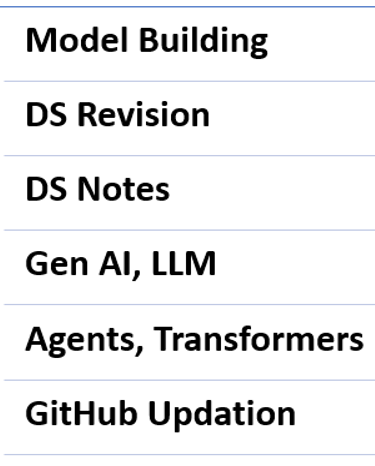 Model Building
DS Revision
DS Notes
Gen AI, LLM
Agents, Transformers
GitHub Updation